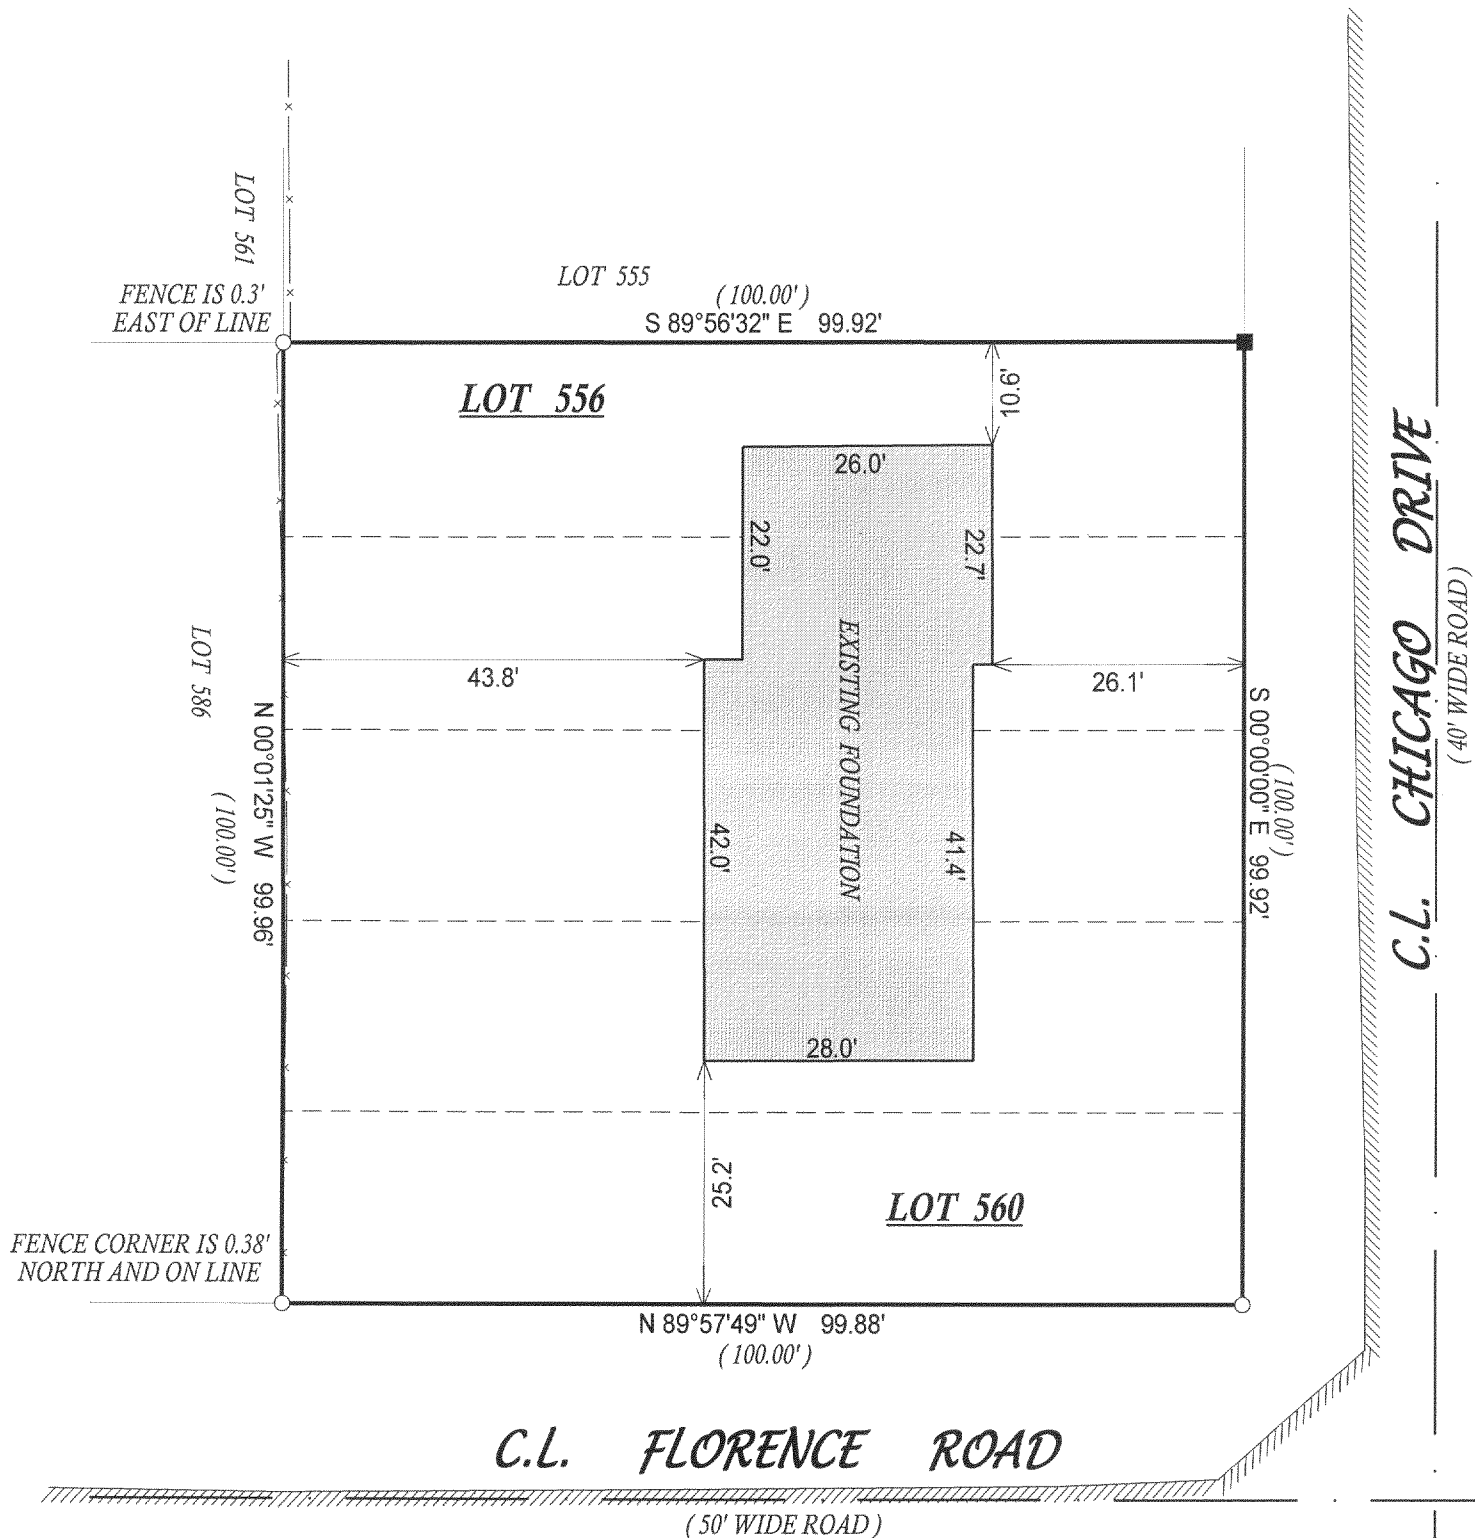 LOT 561
FENCE IS 0.3'
EAST OF LINE
LOT 555
( 100.00' )
S 89°56'32" E 99.92'
LOT 556
10.6'
26.0'
22.0'
22.7'
EXISTING FOUNDATION
43.8'
26.1'
LOT 586
N 00°01'25" W 99.96'
( 100.00' )
S 00°00'00" E 99.92'
( 100.00' )
C.L. CHICAGO DRIVE
( 40' WIDE ROAD )
42.0'
41.4'
28.0'
25.2'
LOT 560
FENCE CORNER IS 0.38'
NORTH AND ON LINE
N 89°57'49" W 99.88'
( 100.00' )
C.L. FLORENCE ROAD
( 50' WIDE ROAD )